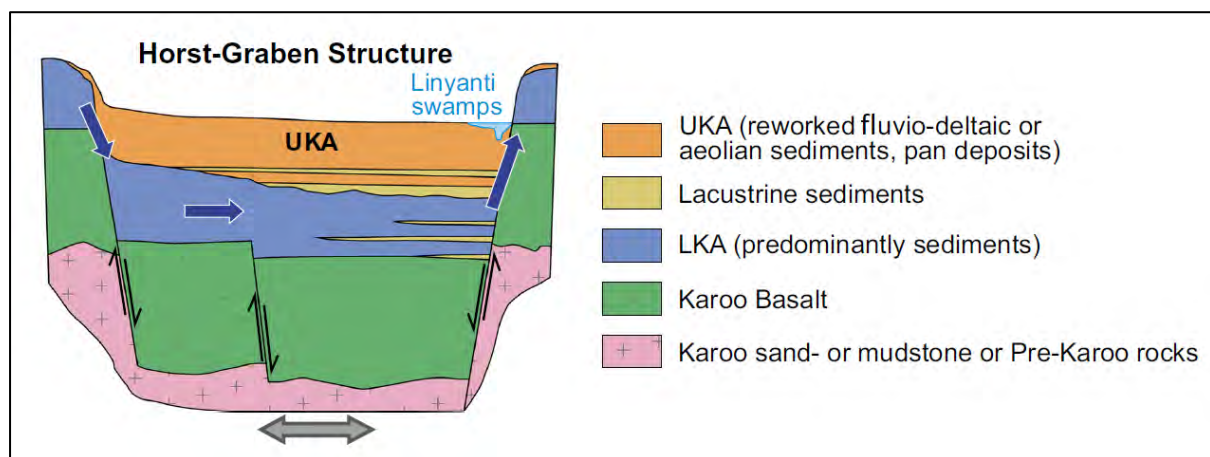 Horst-Graben Structure
Linyanti
swamps
UKA
UKA (reworked fluvio-deltaic or
aeolian sediments, pan deposits)
Lacustrine sediments
LKA (predominantly sediments)
Karoo Basalt
Karoo sand- or mudstone or Pre-Karoo rocks